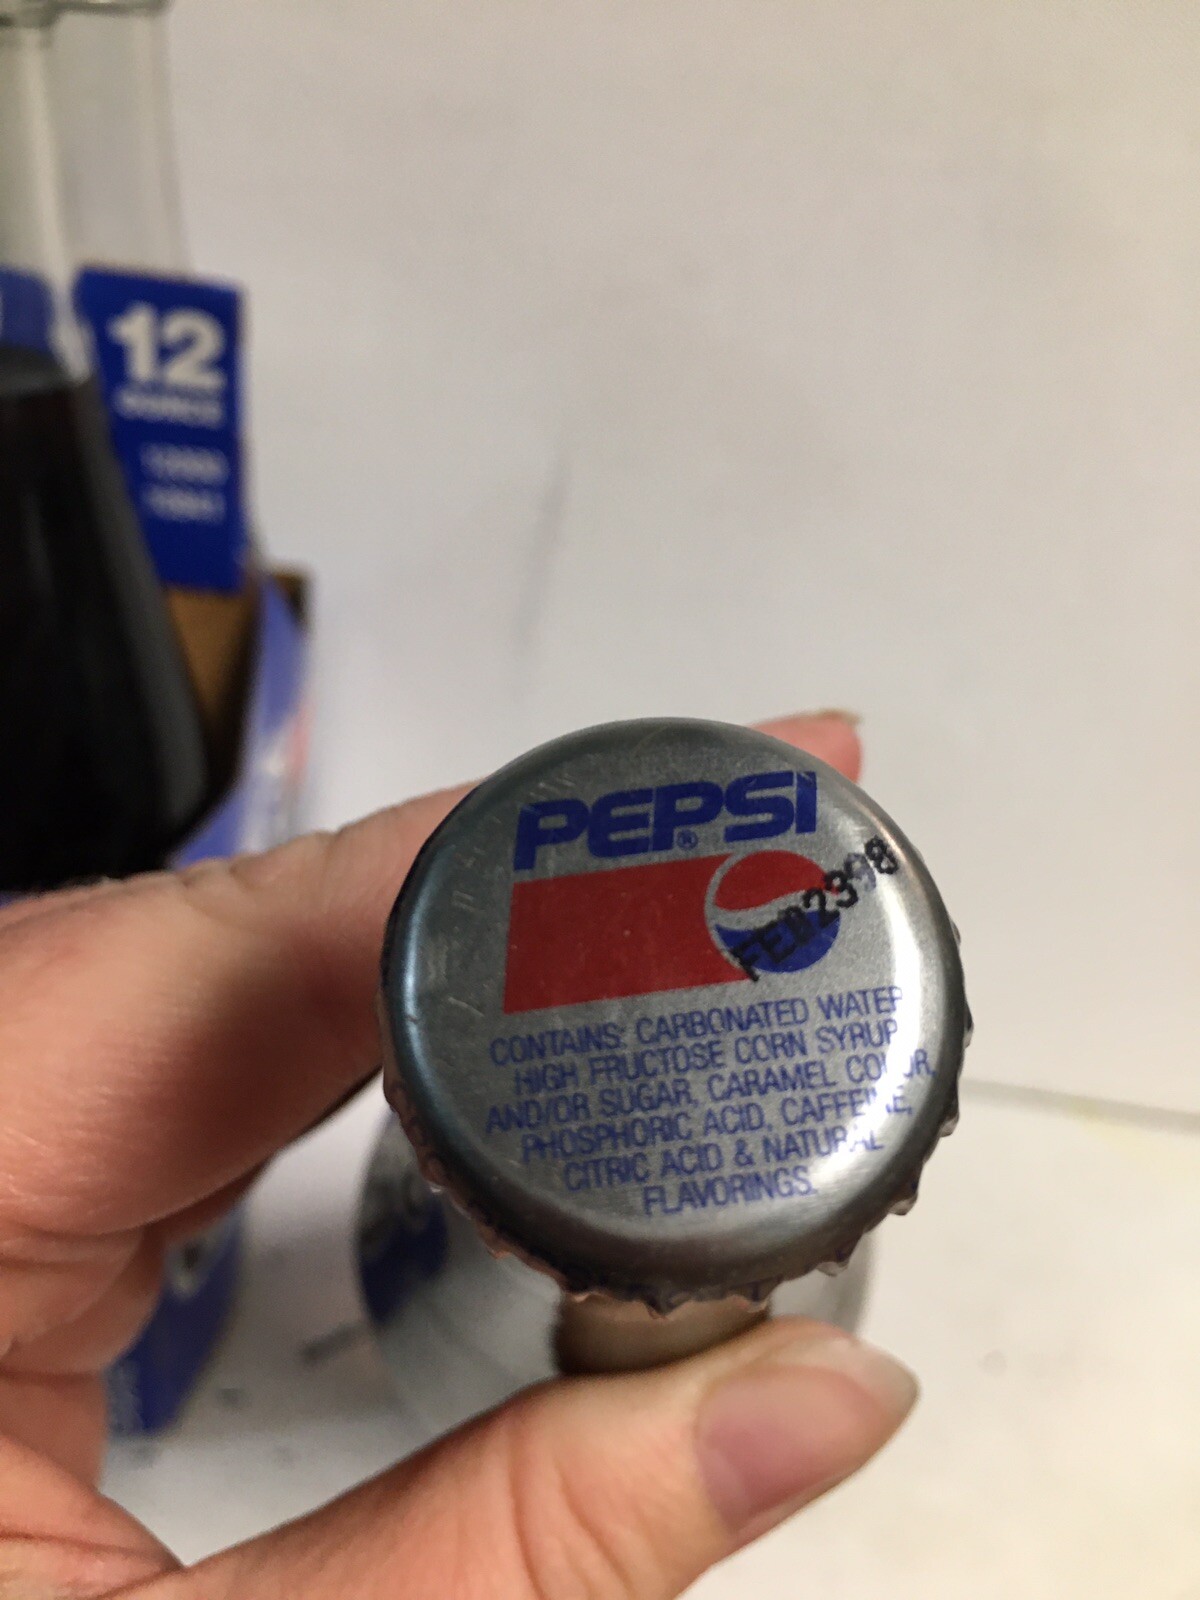 12
OUNCE
PEPSI
®
FEB2398
CONTAINS: CARBONATED WATER
HIGH FRUCTOSE CORN SYRUP
AND/OR SUGAR, CARAMEL COLOR,
PHOSPHORIC ACID, CAFFEINE,
CITRIC ACID & NATURAL
FLAVORINGS.